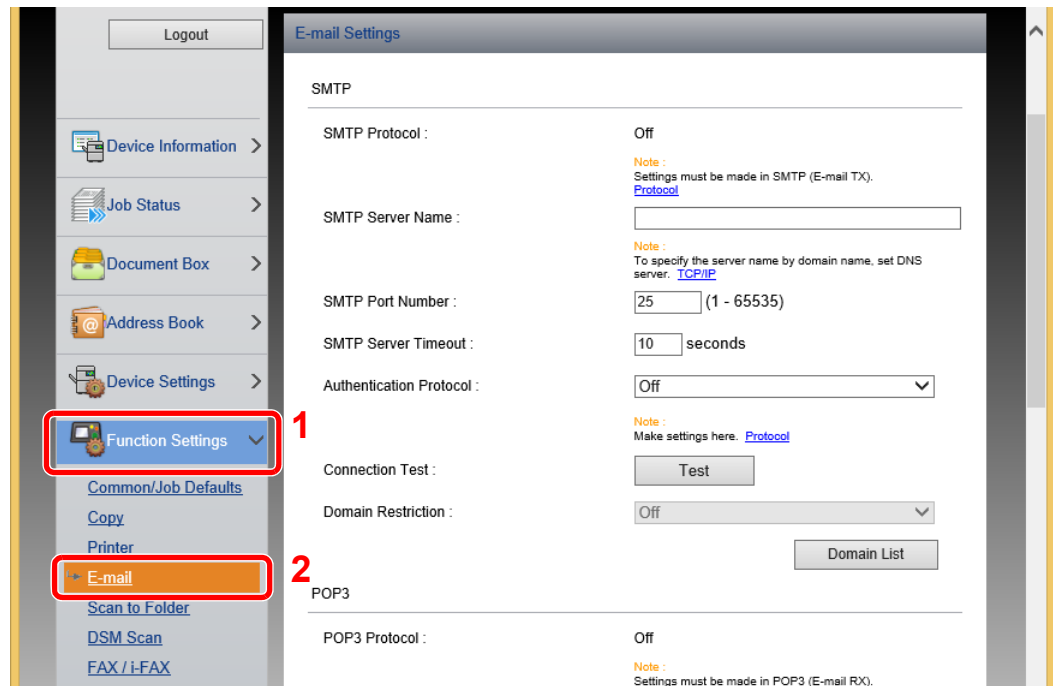 Logout
Device Information
Job Status
Document Box
Address Book
Device Settings
Function Settings
1
Common/Job Defaults
Copy
Printer
E-mail
2
Scan to Folder
DSM Scan
FAX / i-FAX
E-mail Settings
SMTP
SMTP Protocol : Off
Note :
Settings must be made in SMTP (E-mail TX).
Protocol
SMTP Server Name :
Note :
To specify the server name by domain name, set DNS
server. TCP/IP
SMTP Port Number : 25 (1 - 65535)
SMTP Server Timeout : 10 seconds
Authentication Protocol : Off
Note :
Make settings here. Protocol
Connection Test : Test
Domain Restriction : Off
Domain List
POP3
POP3 Protocol : Off
Note :
Settings must be made in POP3 (E-mail RX).